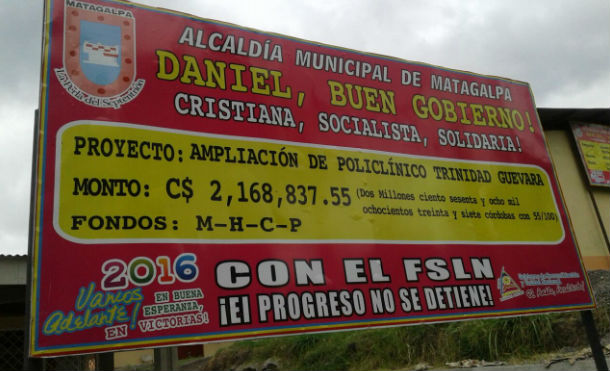 MATAGALPA
ALCALDÍA MUNICIPAL DE MATAGALPA
DANIEL, BUEN GOBIERNO!
CRISTIANA, SOCIALISTA, SOLIDARIA!
PROYECTO: AMPLIACIÓN DE POLICLÍNICO TRINIDAD GUEVARA
MONTO: C$ 2,168,837.55 (Dos Millones ciento sesenta y ocho mil
ochocientos treinta y siete córdobas con 55/100)
FONDOS: M-H-C-P
2016
Vamos
Adelante!
EN BUENA
ESPERANZA,
EN VICTORIAS!
CON EL FSLN
¡El PROGRESO NO SE DETIENE!